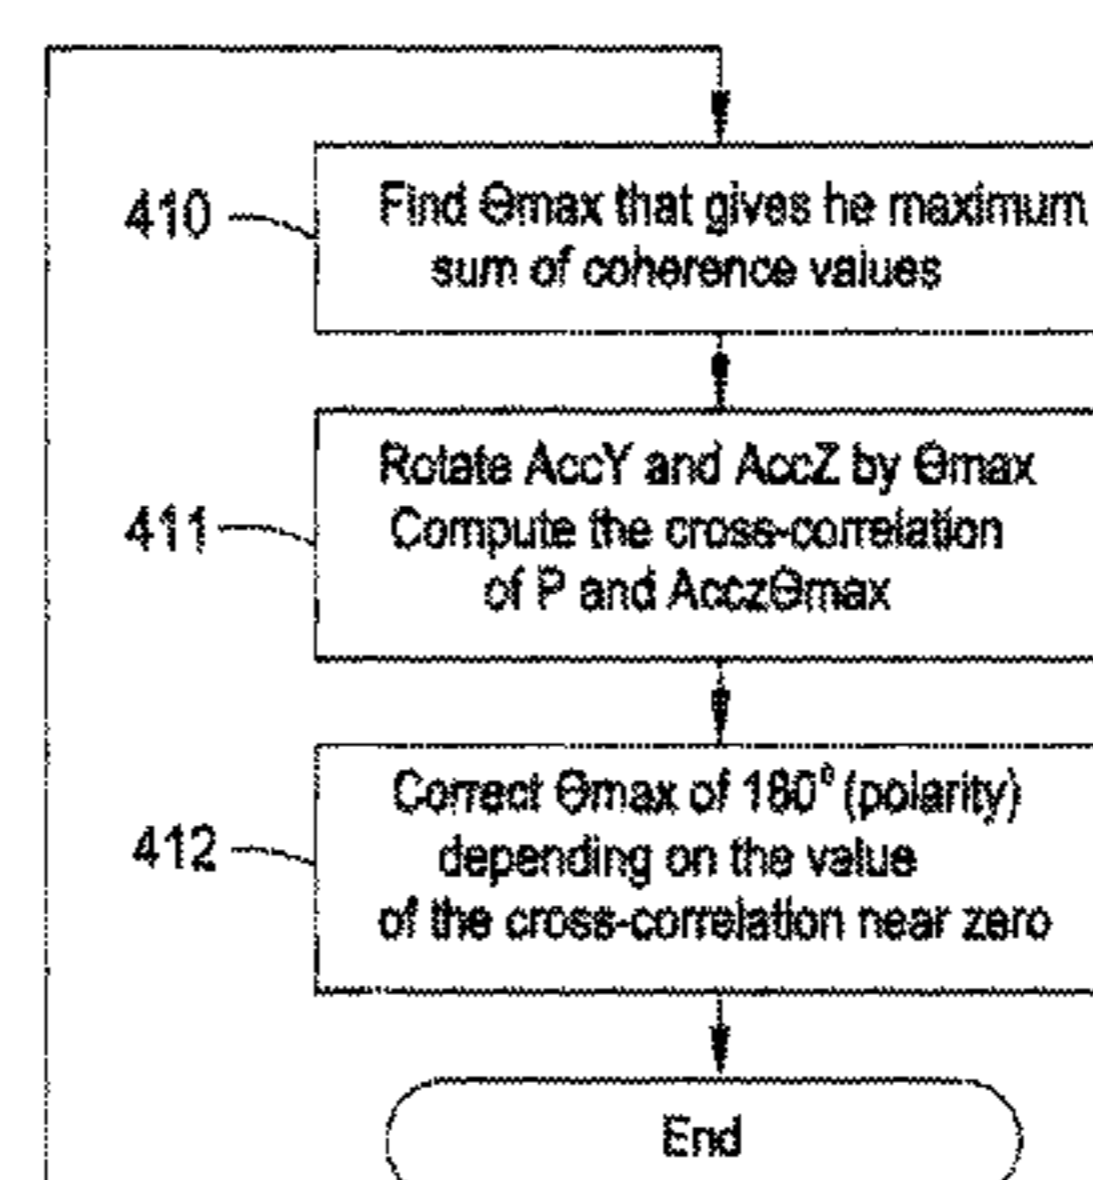 410
Find Θmax that gives he maximum
sum of coherence values
411
Rotate AccY and AccZ by Θmax
Compute the cross-correlation
of P and AcczΘmax
412
Correct Θmax of 180° (polarity)
depending on the value
of the cross-correlation near zero
End